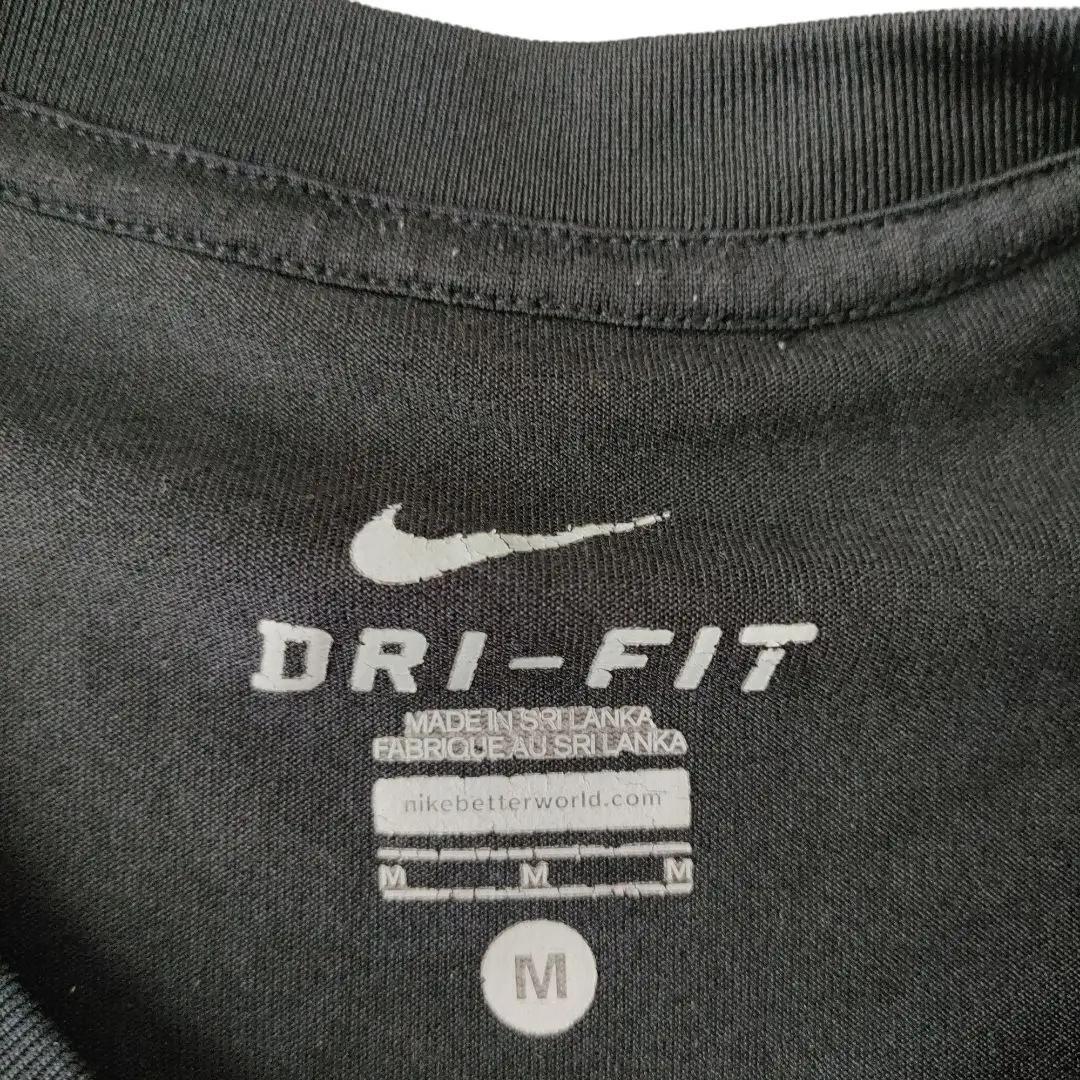 DRI-FIT
MADE IN SRI LANKA
FABRIQUE AU SRI LANKA
nikebetterworld.com
M M M
M